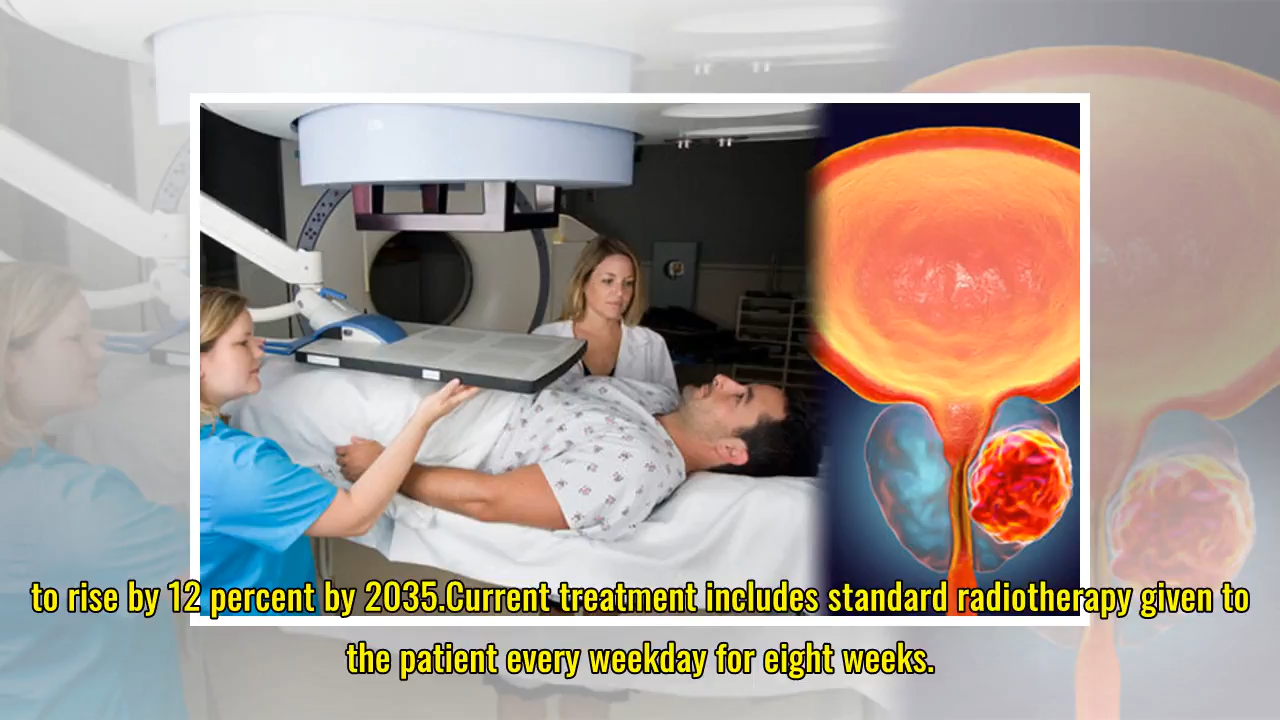 to rise by 12 percent by 2035.Current treatment includes standard radiotherapy given to
the patient every weekday for eight weeks.